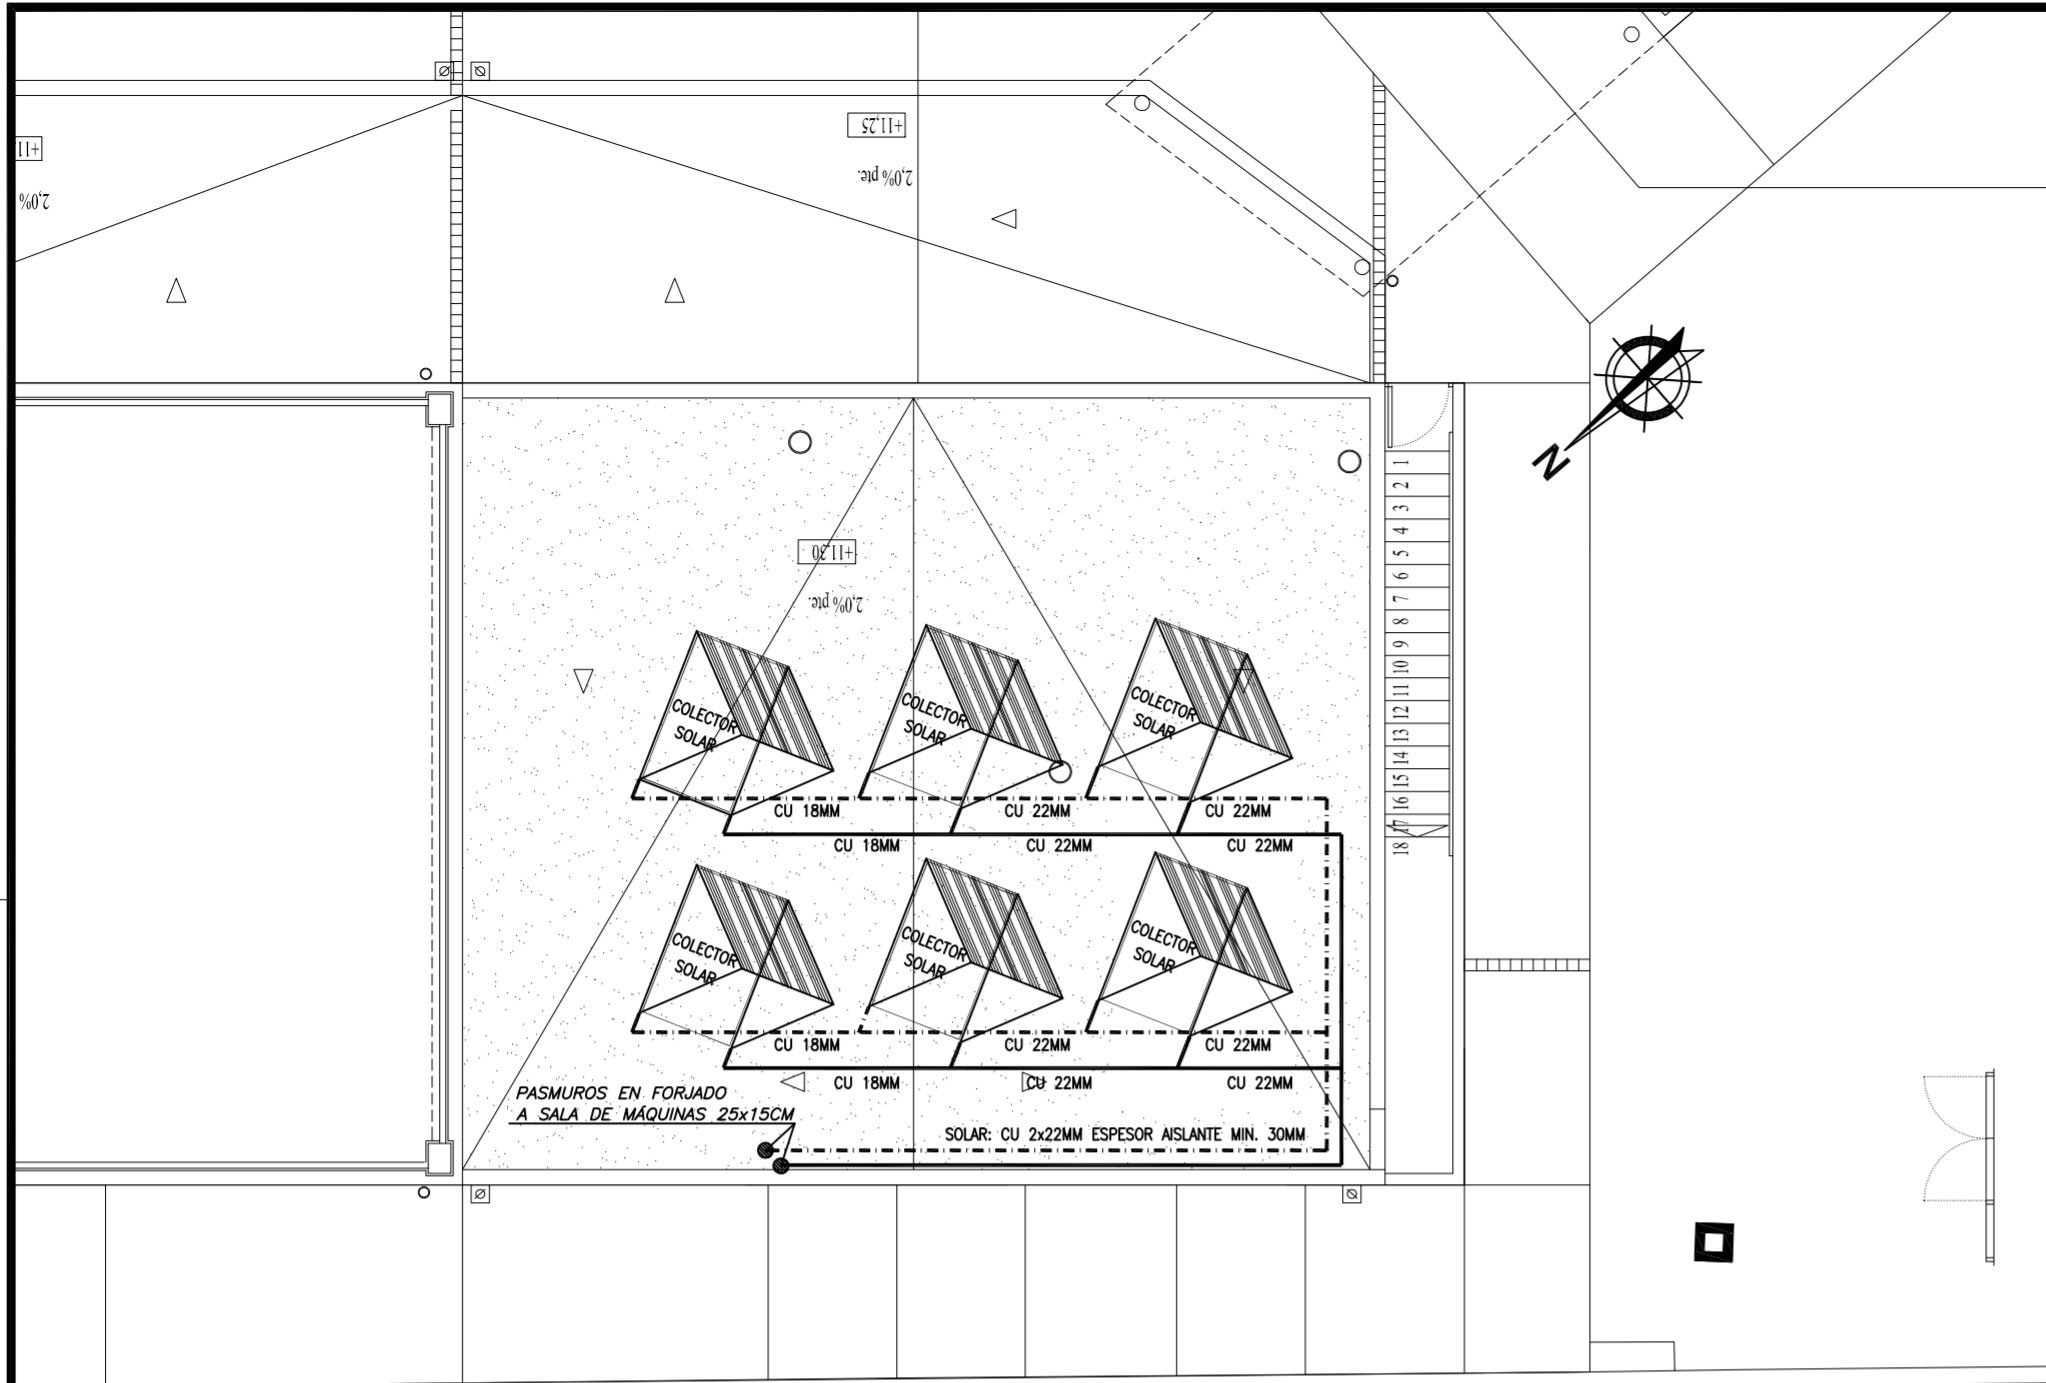 +11,25
2,0% pte.
+11
2,0%
N
+11,30
2,0% pte.
1
2
3
4
5
6
7
8
9
10
11
12
13
14
15
16
17
18
COLECTOR
SOLAR
COLECTOR
SOLAR
COLECTOR
SOLAR
CU 18MM
CU 22MM
CU 22MM
CU 18MM
CU 22MM
CU 22MM
COLECTOR
SOLAR
COLECTOR
SOLAR
COLECTOR
SOLAR
CU 18MM
CU 22MM
CU 22MM
CU 18MM
CU 22MM
CU 22MM
PASMUROS EN FORJADO
A SALA DE MÁQUINAS 25x15CM
SOLAR: CU 2x22MM ESPESOR AISLANTE MIN. 30MM